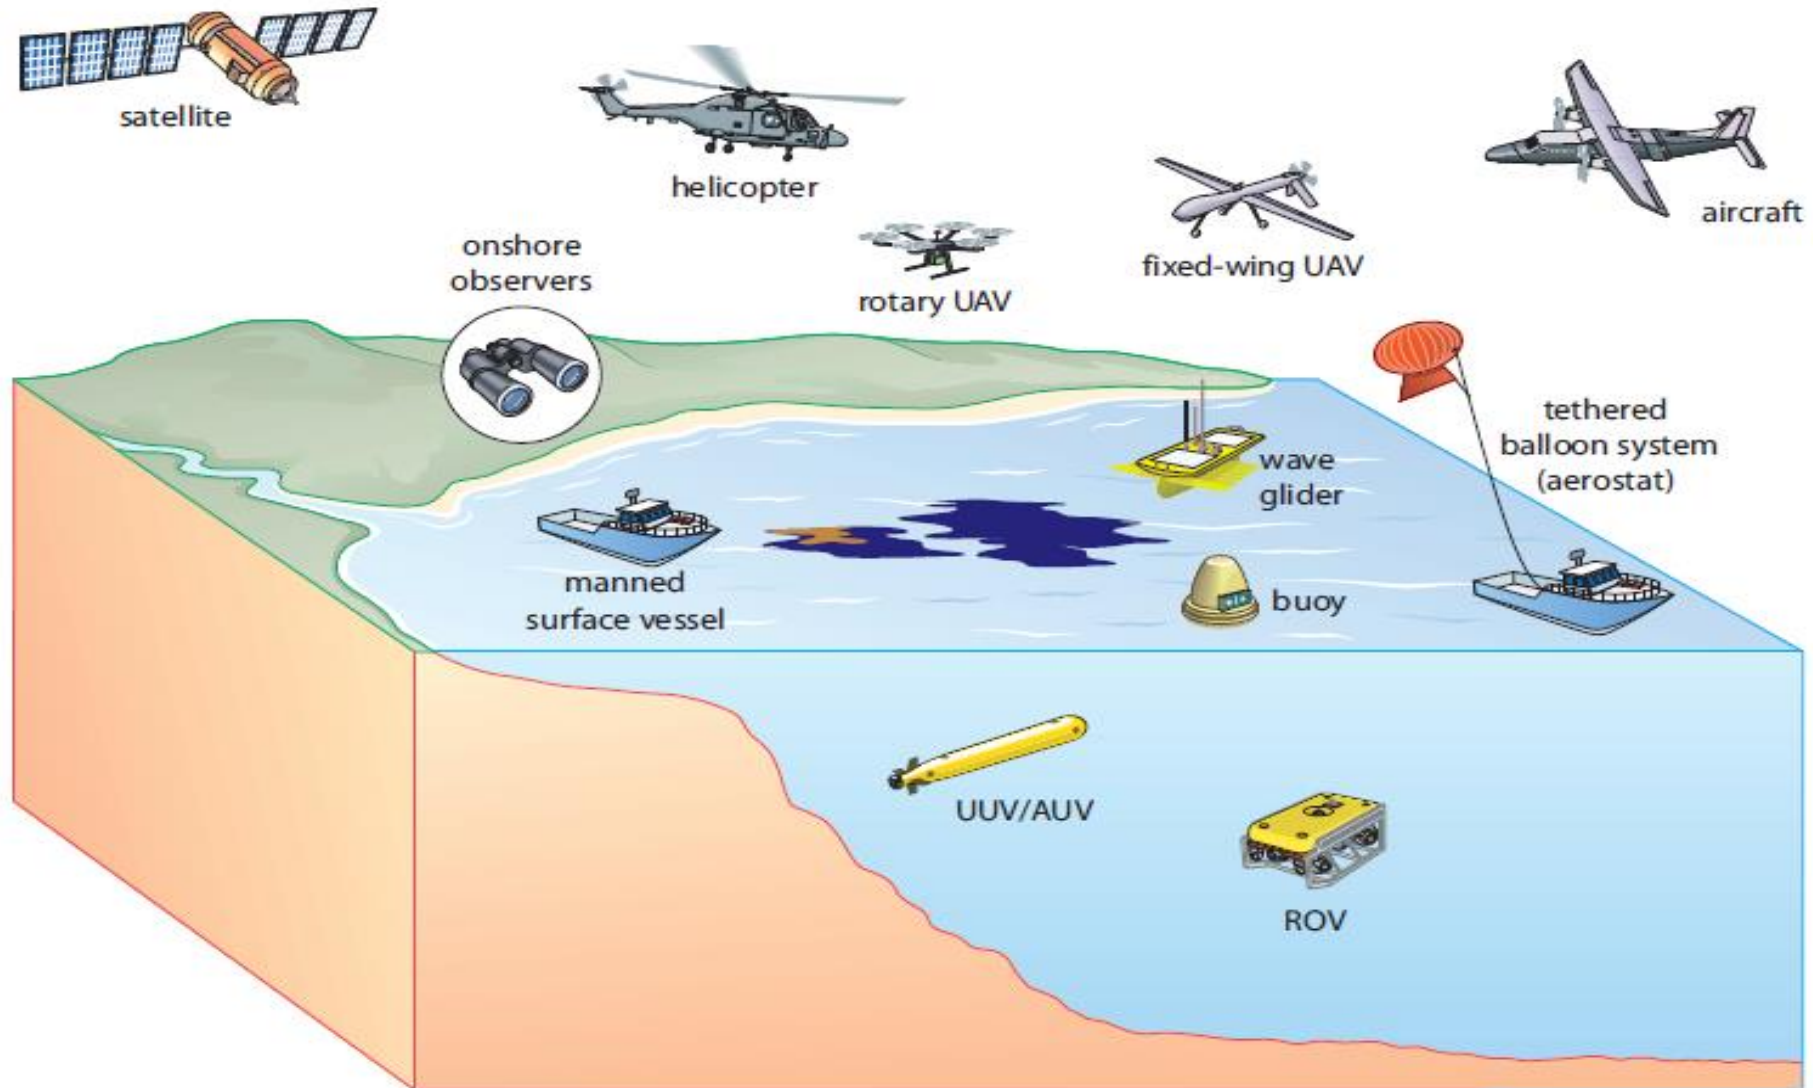 satellite
helicopter
aircraft
onshore
observers
rotary UAV
fixed-wing UAV
tethered
balloon system
(aerostat)
wave
glider
manned
surface vessel
buoy
UUV/AUV
ROV